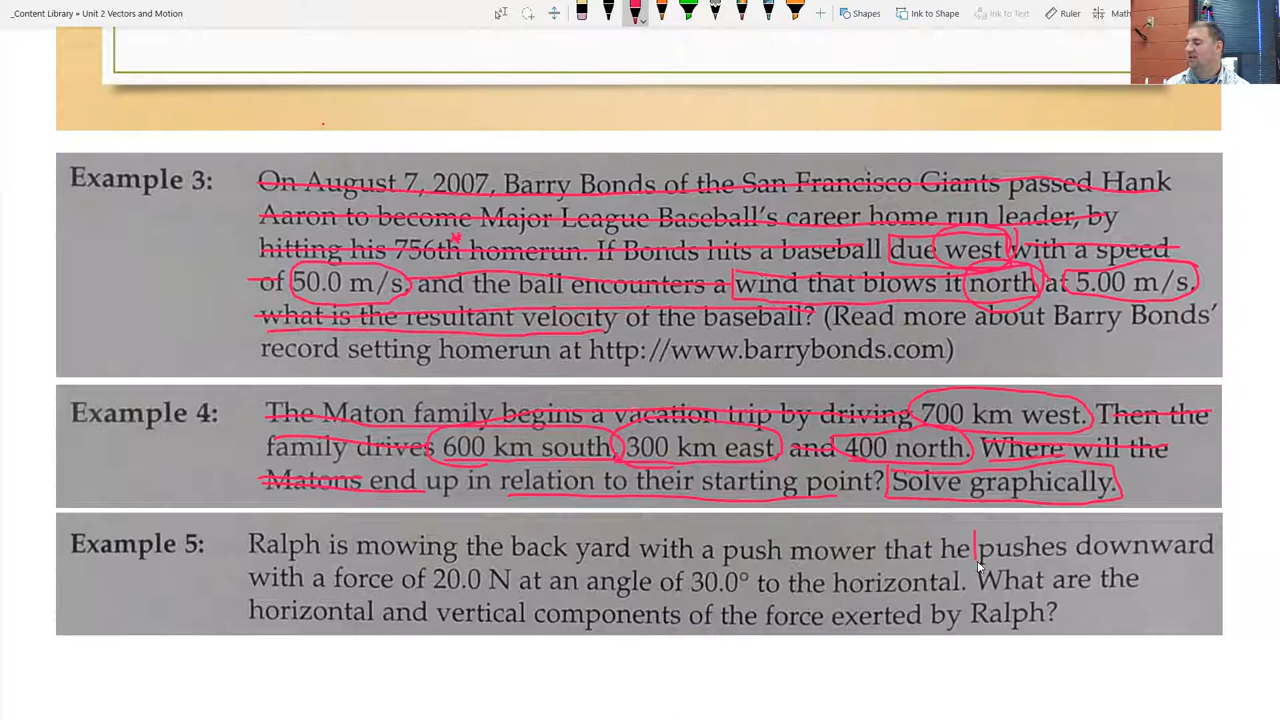 _Content Library » Unit 2 Vectors and Motion
Shapes
Ink to Shape
Ink to Text
Ruler
Math
Example 3: On August 7, 2007, Barry Bonds of the San Francisco Giants passed Hank
Aaron to become Major League Baseball's career home run leader, by
hitting his 756th* homerun. If Bonds hits a baseball due west with a speed
of 50.0 m/s, and the ball encounters a wind that blows it north at 5.00 m/s,
what is the resultant velocity of the baseball? (Read more about Barry Bonds'
record setting homerun at http://www.barrybonds.com)
Example 4: The Maton family begins a vacation trip by driving 700 km west. Then the
family drives 600 km south, 300 km east, and 400 north. Where will the
Matons end up in relation to their starting point? Solve graphically.
Example 5: Ralph is mowing the back yard with a push mower that he pushes downward
with a force of 20.0 N at an angle of 30.0° to the horizontal. What are the
horizontal and vertical components of the force exerted by Ralph?